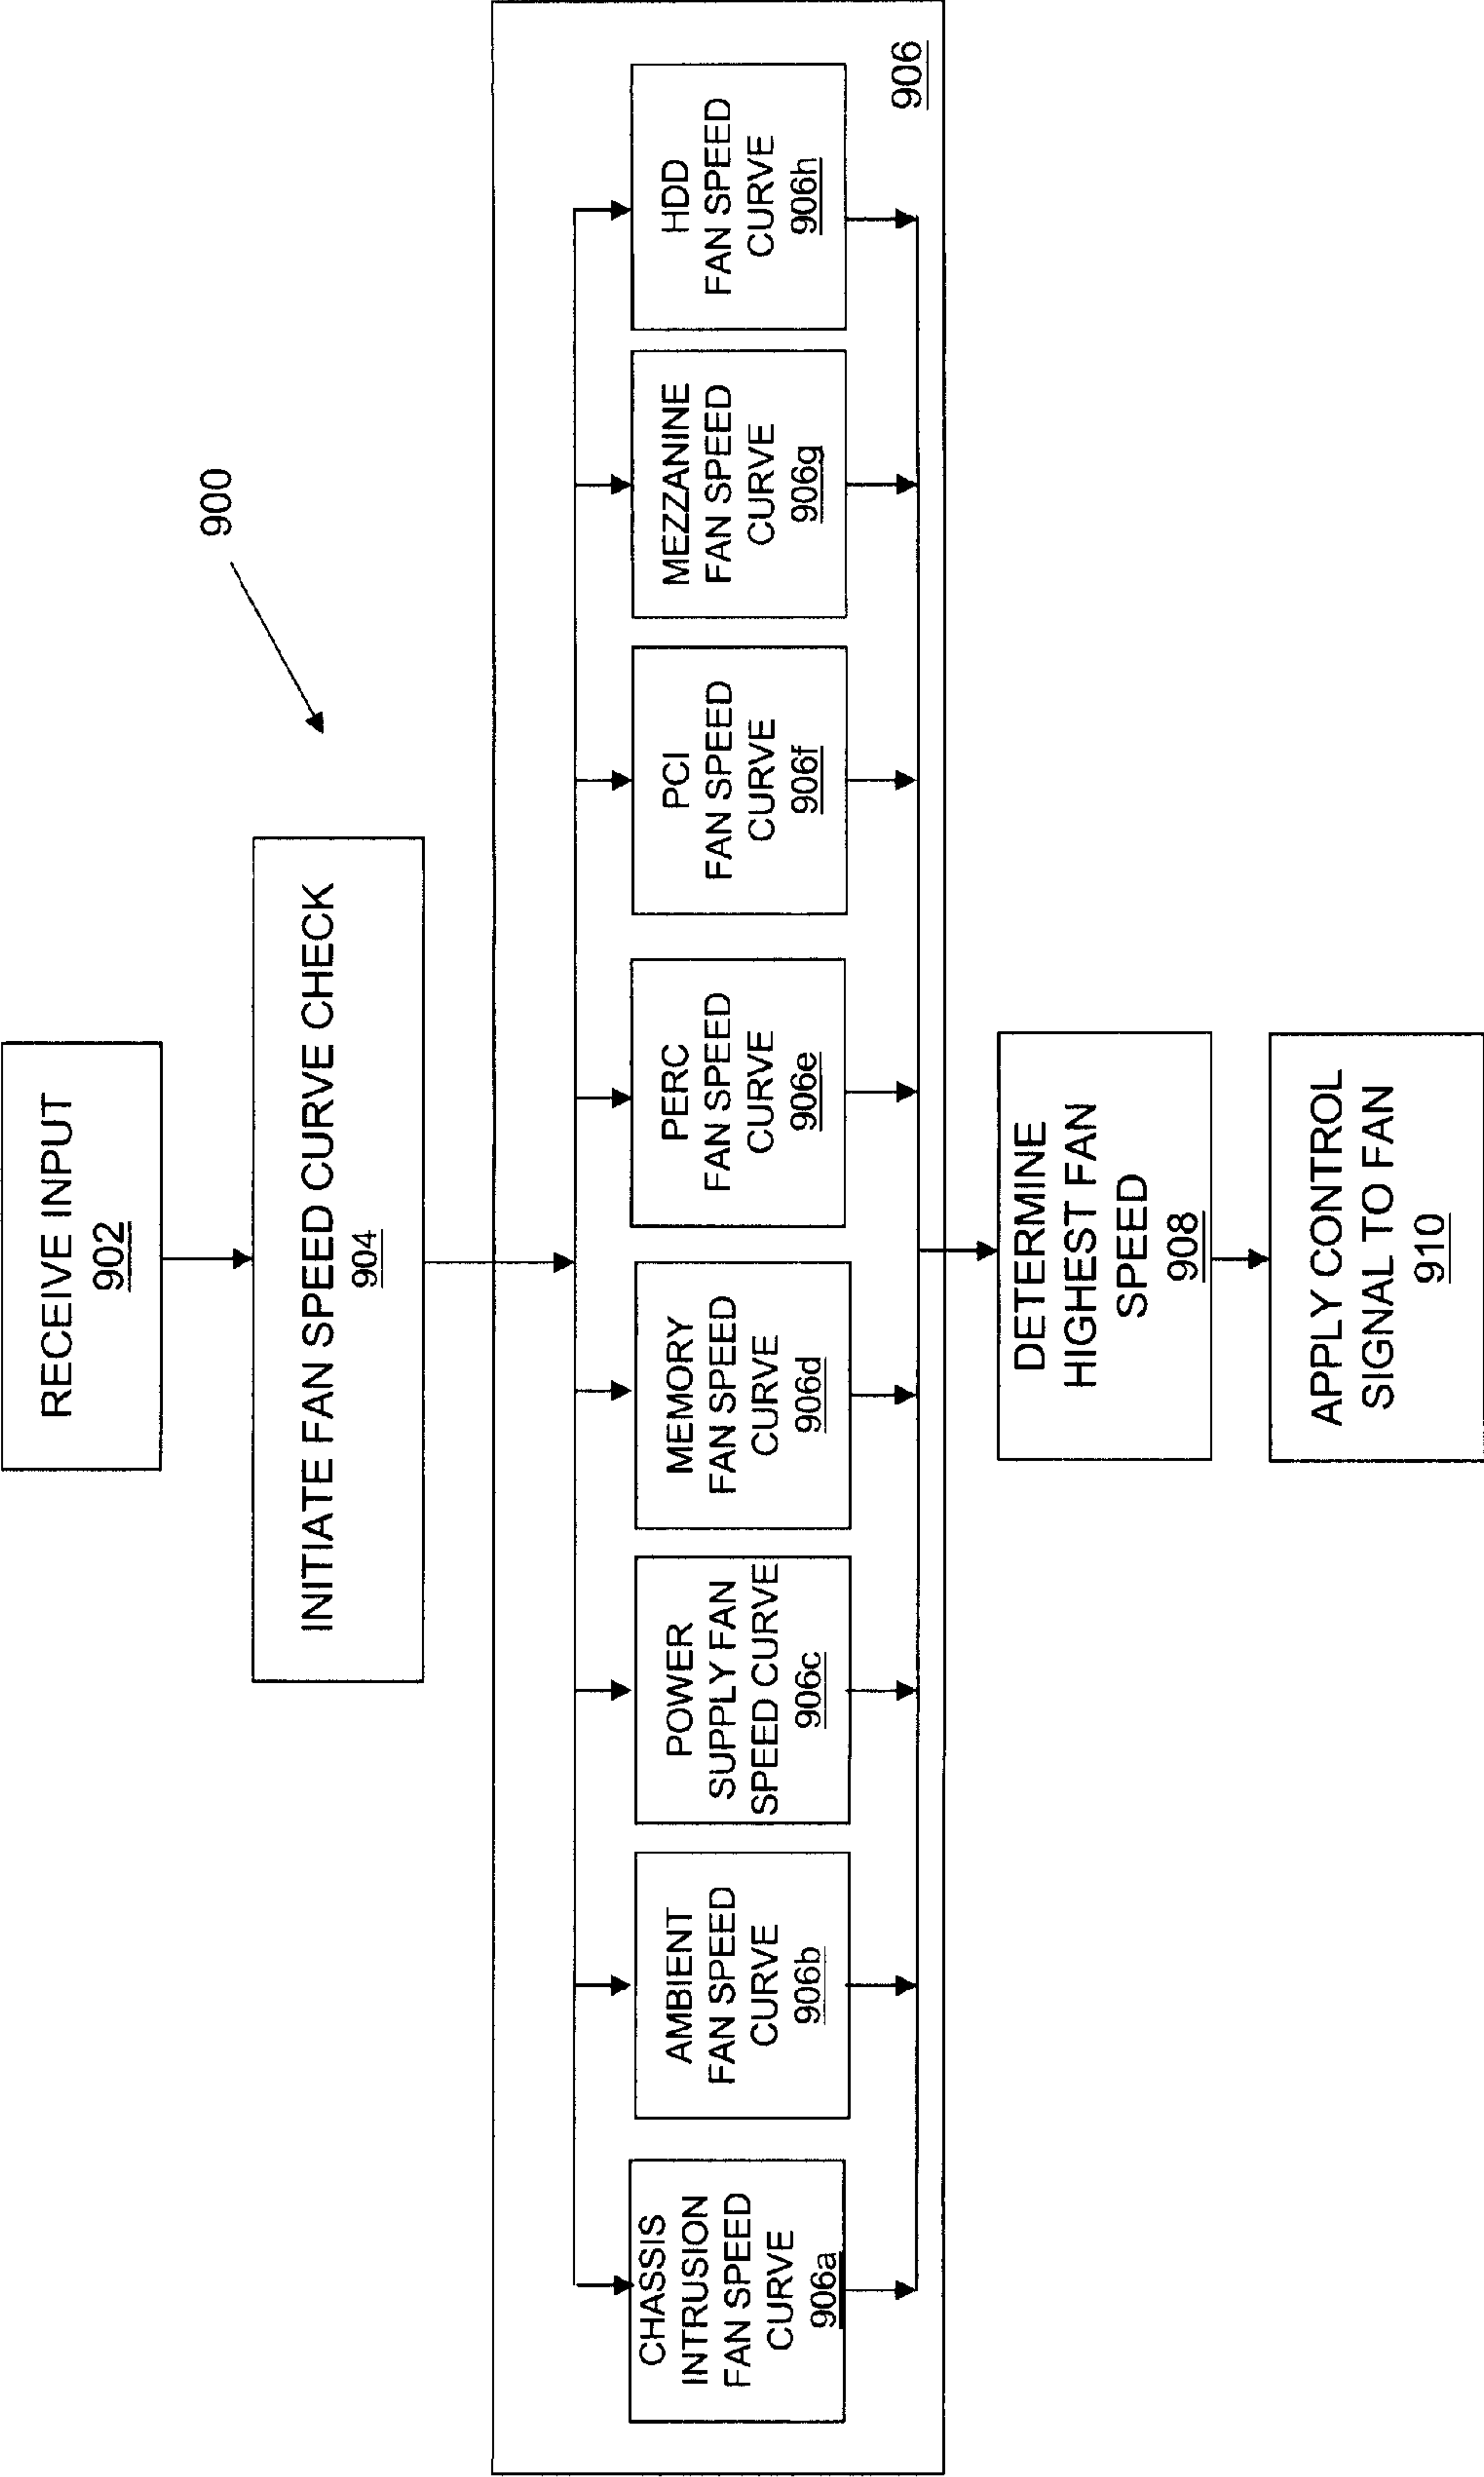 900
RECEIVE INPUT
902
INITIATE FAN SPEED CURVE CHECK
904
906
CHASSIS
INTRUSION
FAN SPEED
CURVE
906a
AMBIENT
FAN SPEED
CURVE
906b
POWER
SUPPLY FAN
SPEED CURVE
906c
MEMORY
FAN SPEED
CURVE
906d
PERC
FAN SPEED
CURVE
906e
PCI
FAN SPEED
CURVE
906f
MEZZANINE
FAN SPEED
CURVE
906g
HDD
FAN SPEED
CURVE
906h
DETERMINE
HIGHEST FAN
SPEED
908
APPLY CONTROL
SIGNAL TO FAN
910